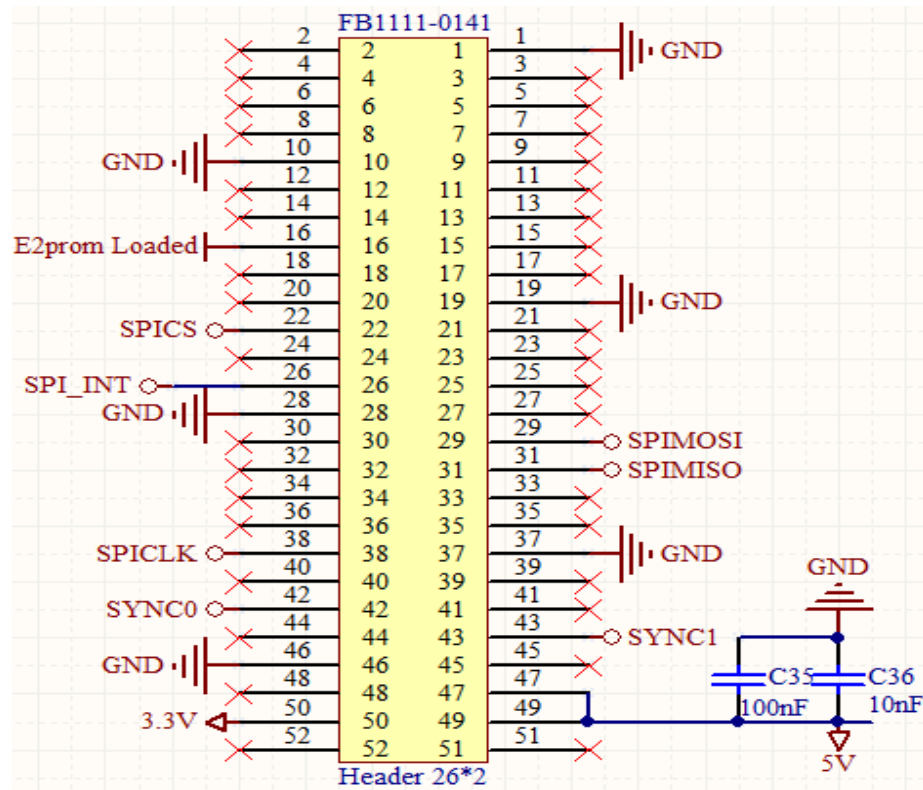 FB1111-0141
2 2 1 1 GND
4 4 3 3
6 6 5 5
8 8 7 7
GND 10 10 9 9
12 12 11 11
14 14 13 13
E2prom Loaded 16 16 15 15
18 18 17 17
20 20 19 19 GND
SPICS 22 22 21 21
24 24 23 23
SPI_INT 26 26 25 25
GND 28 28 27 27
30 30 29 29 SPIMOSI
32 32 31 31 SPIMISO
34 34 33 33
36 36 35 35
SPICLK 38 38 37 37 GND
40 40 39 39 GND
SYNC0 42 42 41 41
44 44 43 43 SYNC1
GND 46 46 45 45
48 48 47 47 C35 C36
100nF 10nF
3.3V 50 50 49 49
52 52 51 51 5V
Header 26*2